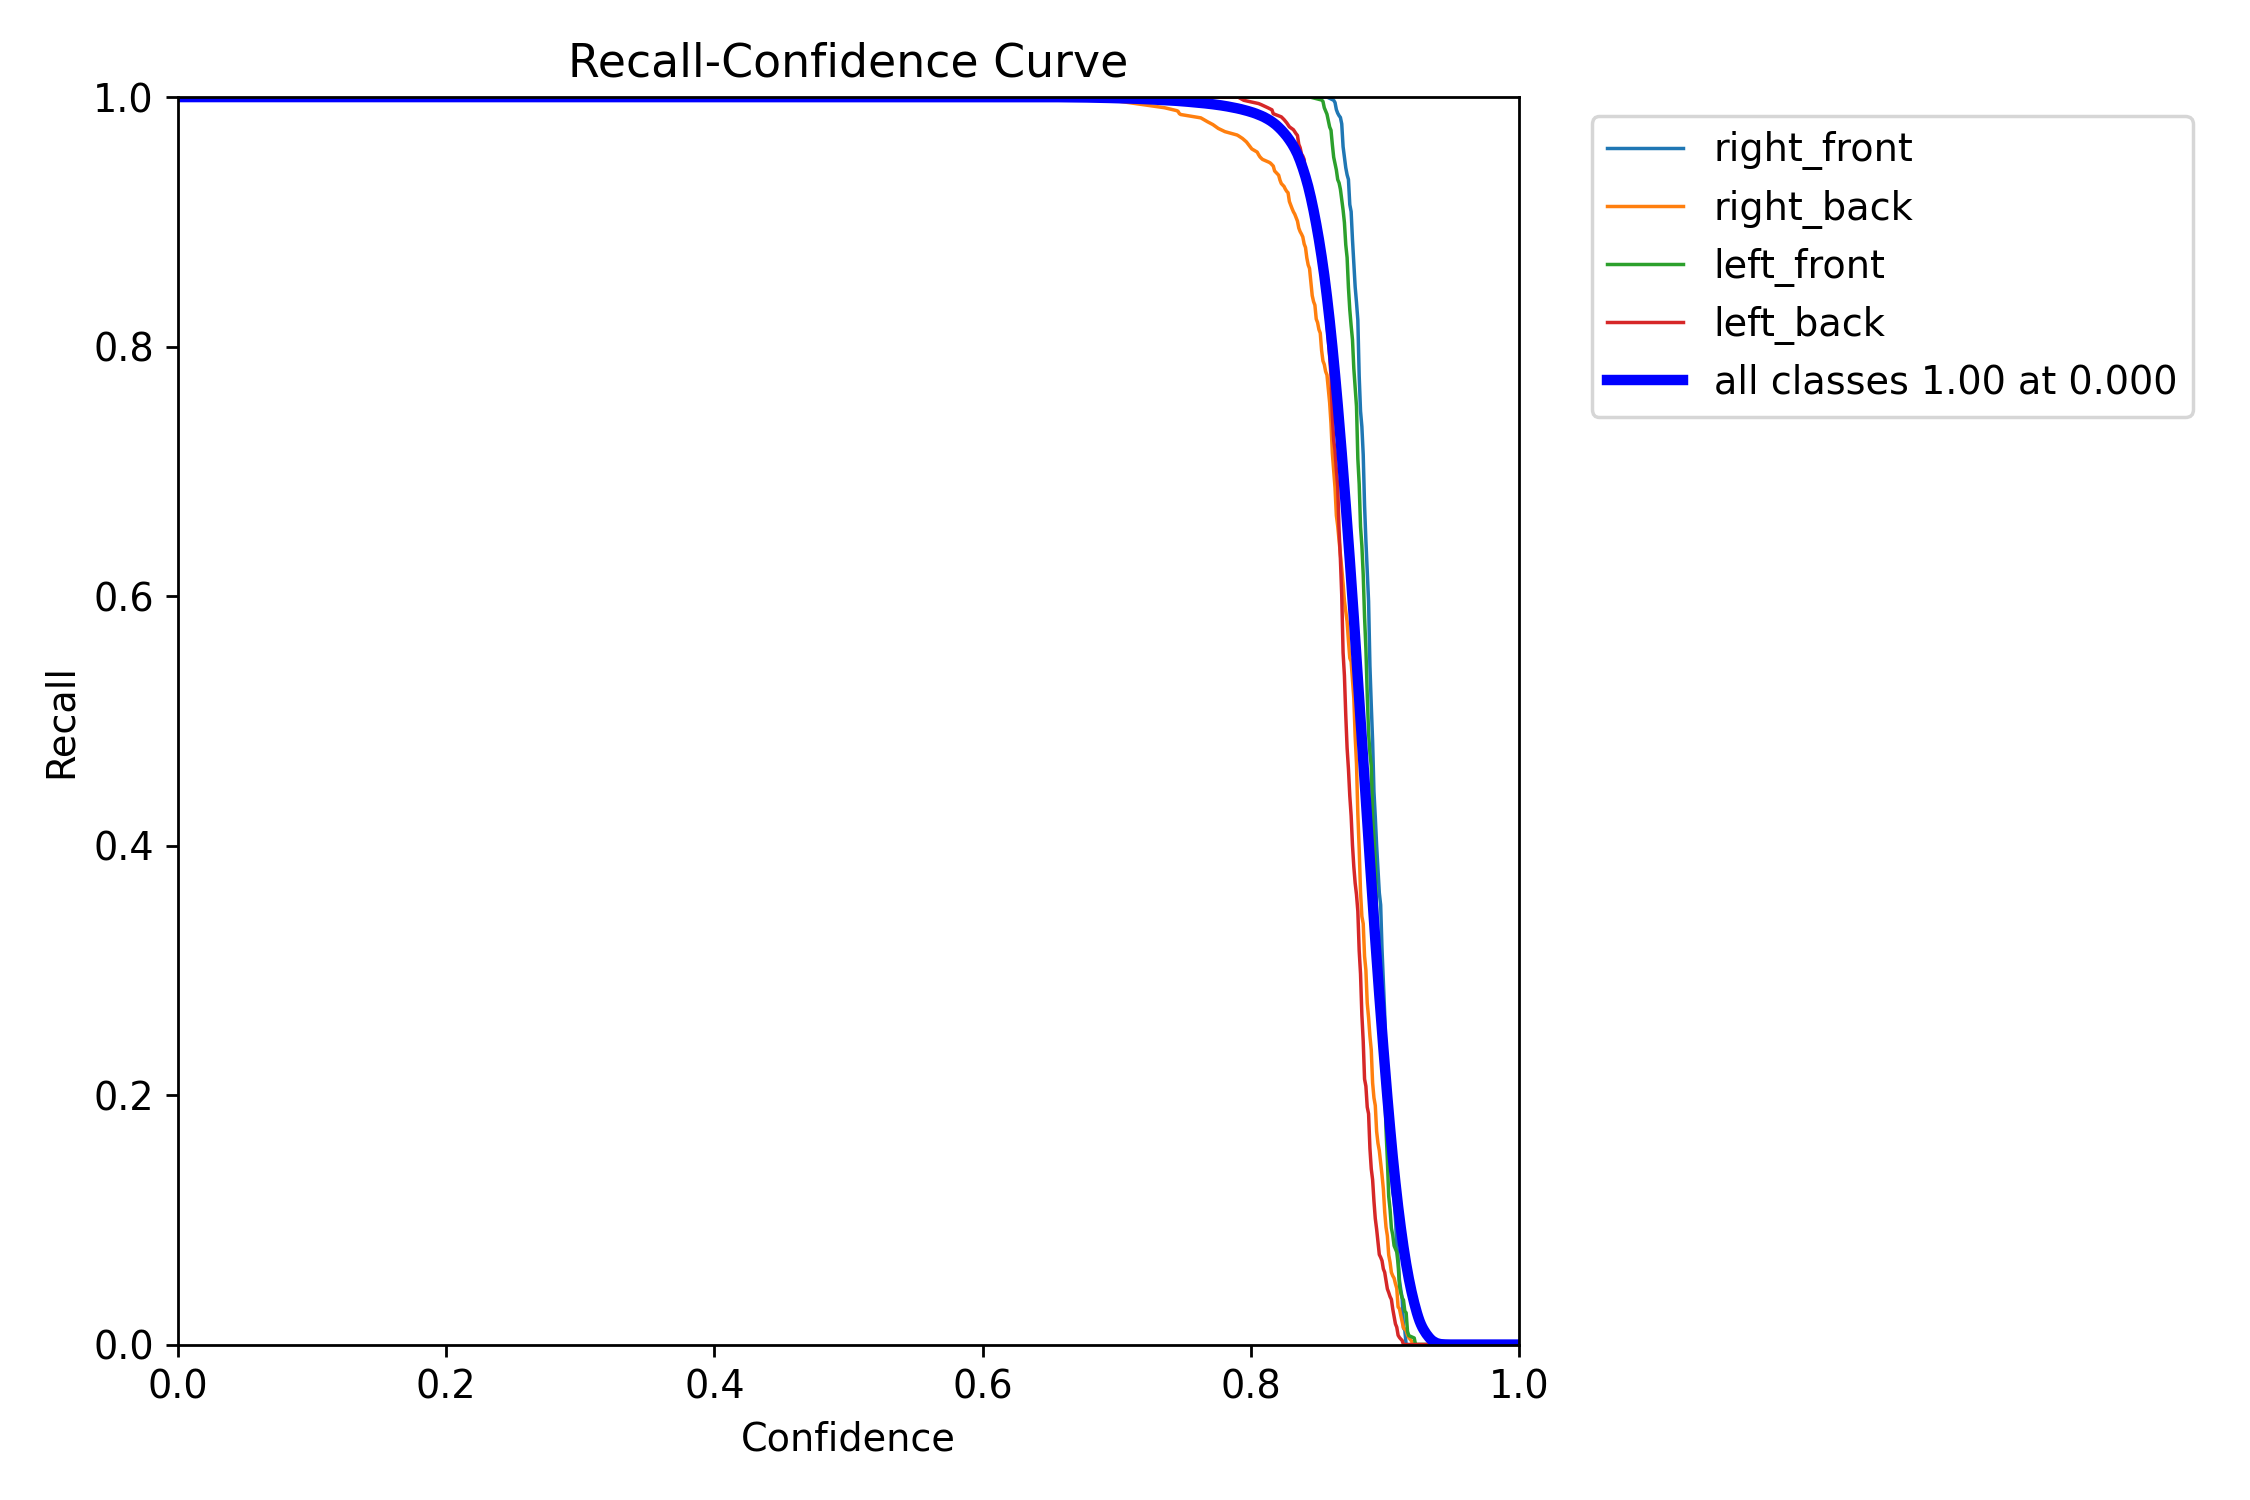 Recall-Confidence Curve
1.0
0.8
0.6
0.4
0.2
0.0
Recall
0.0 0.2 0.4 0.6 0.8 1.0
Confidence
right_front
right_back
left_front
left_back
all classes 1.00 at 0.000